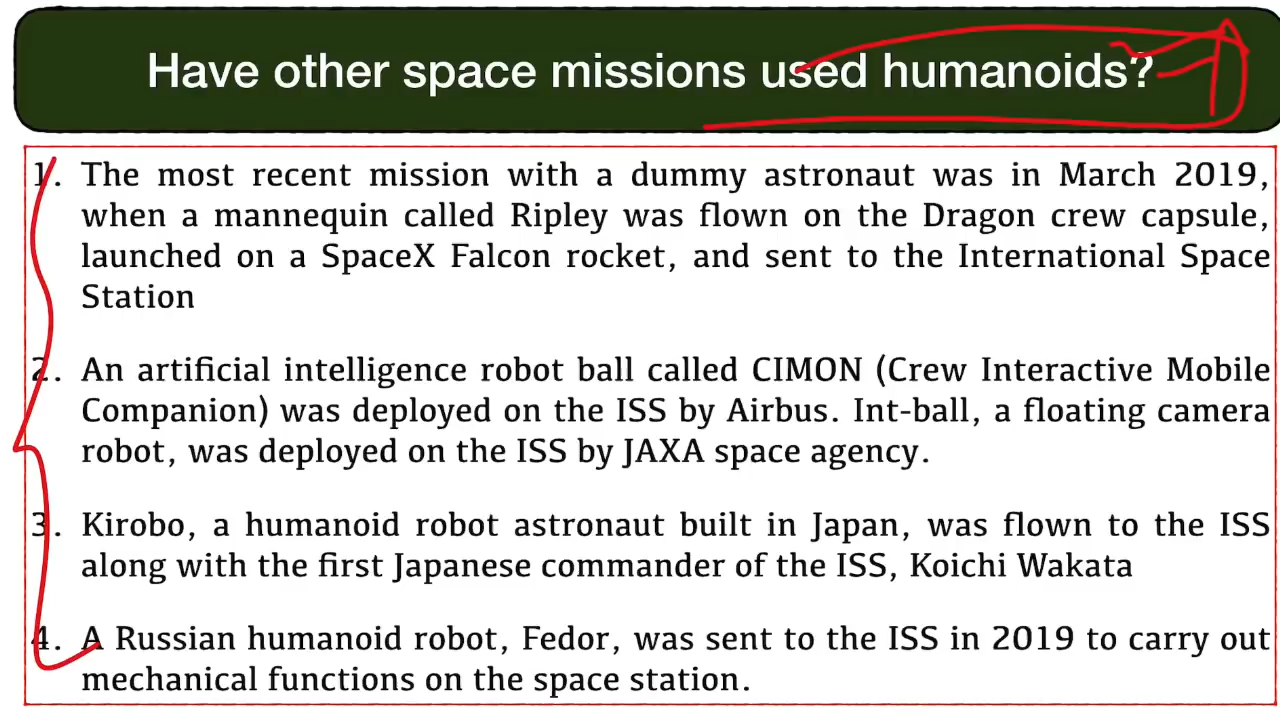 Have other space missions used humanoids?
1. The most recent mission with a dummy astronaut was in March 2019,
when a mannequin called Ripley was flown on the Dragon crew capsule,
launched on a SpaceX Falcon rocket, and sent to the International Space
Station
2. An artificial intelligence robot ball called CIMON (Crew Interactive Mobile
Companion) was deployed on the ISS by Airbus. Int-ball, a floating camera
robot, was deployed on the ISS by JAXA space agency.
3. Kirobo, a humanoid robot astronaut built in Japan, was flown to the ISS
along with the first Japanese commander of the ISS, Koichi Wakata
4. A Russian humanoid robot, Fedor, was sent to the ISS in 2019 to carry out
mechanical functions on the space station.